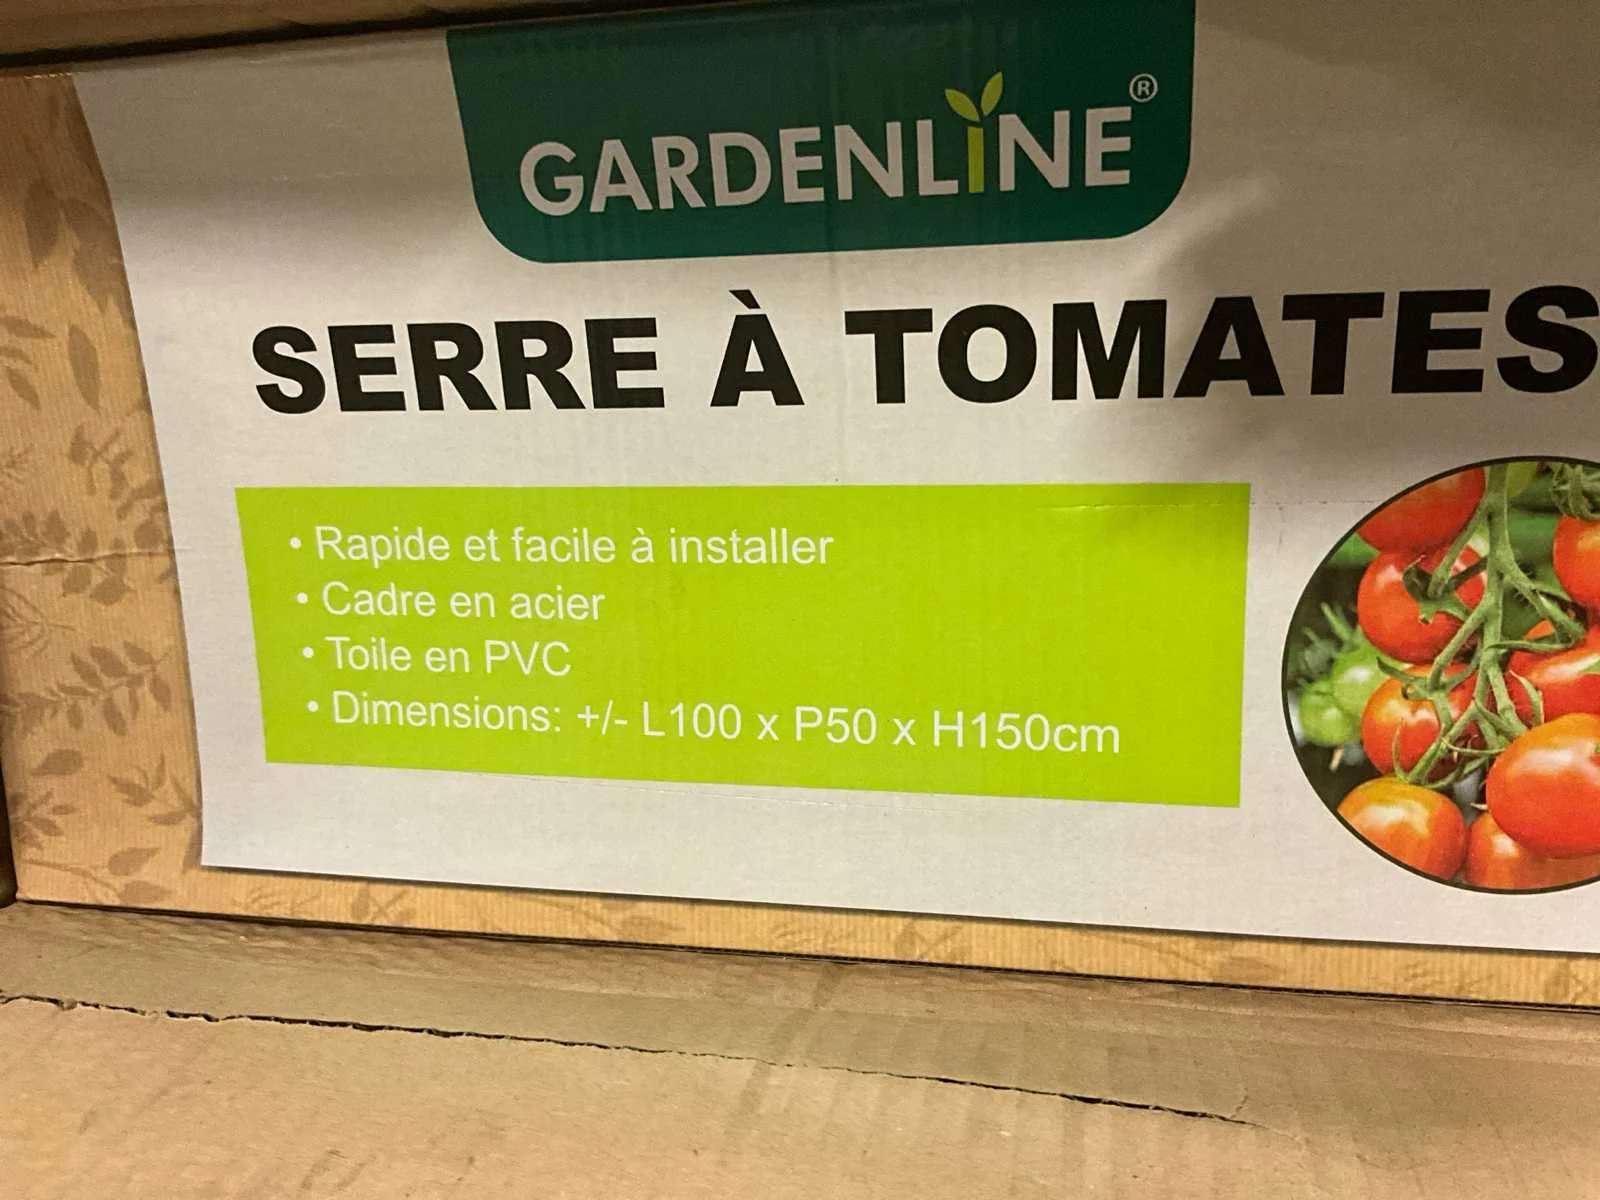 GARDENLINE®
SERRE À TOMATES
• Rapide et facile à installer
• Cadre en acier
• Toile en PVC
• Dimensions: +/- L100 x P50 x H150cm